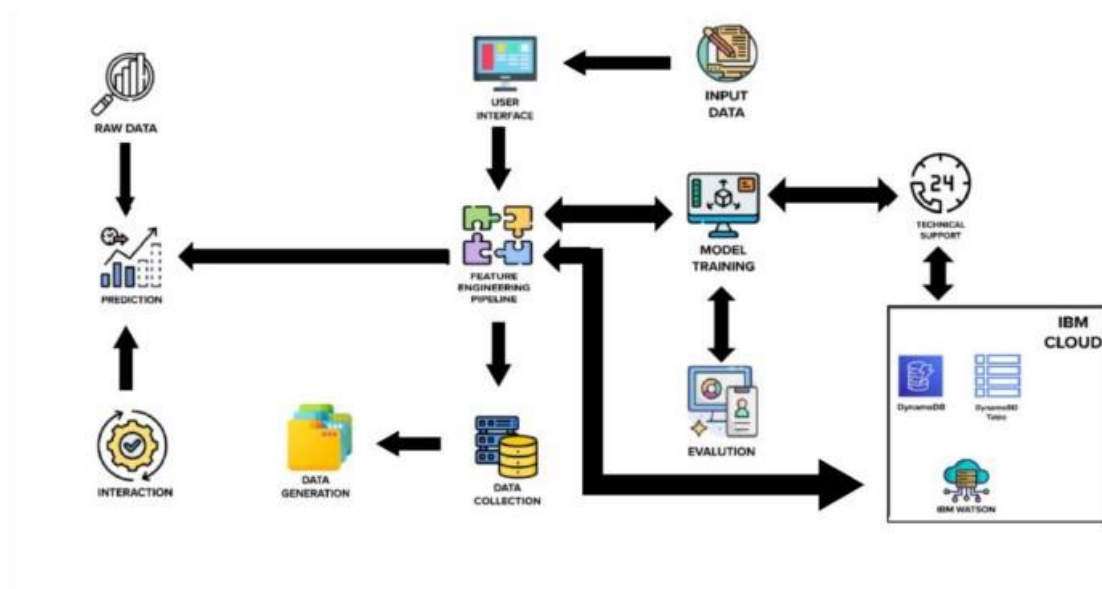 RAW DATA
USER
INTERFACE
INPUT
DATA
PREDICTION
FEATURE
ENGINEERING
PIPELINE
MODEL
TRAINING
24
TECHNICAL
SUPPORT
INTERACTION
DATA
GENERATION
DATA
COLLECTION
EVALUTION
IBM
CLOUD
DynamoDB
DynamoDB
Table
IBM WATSON